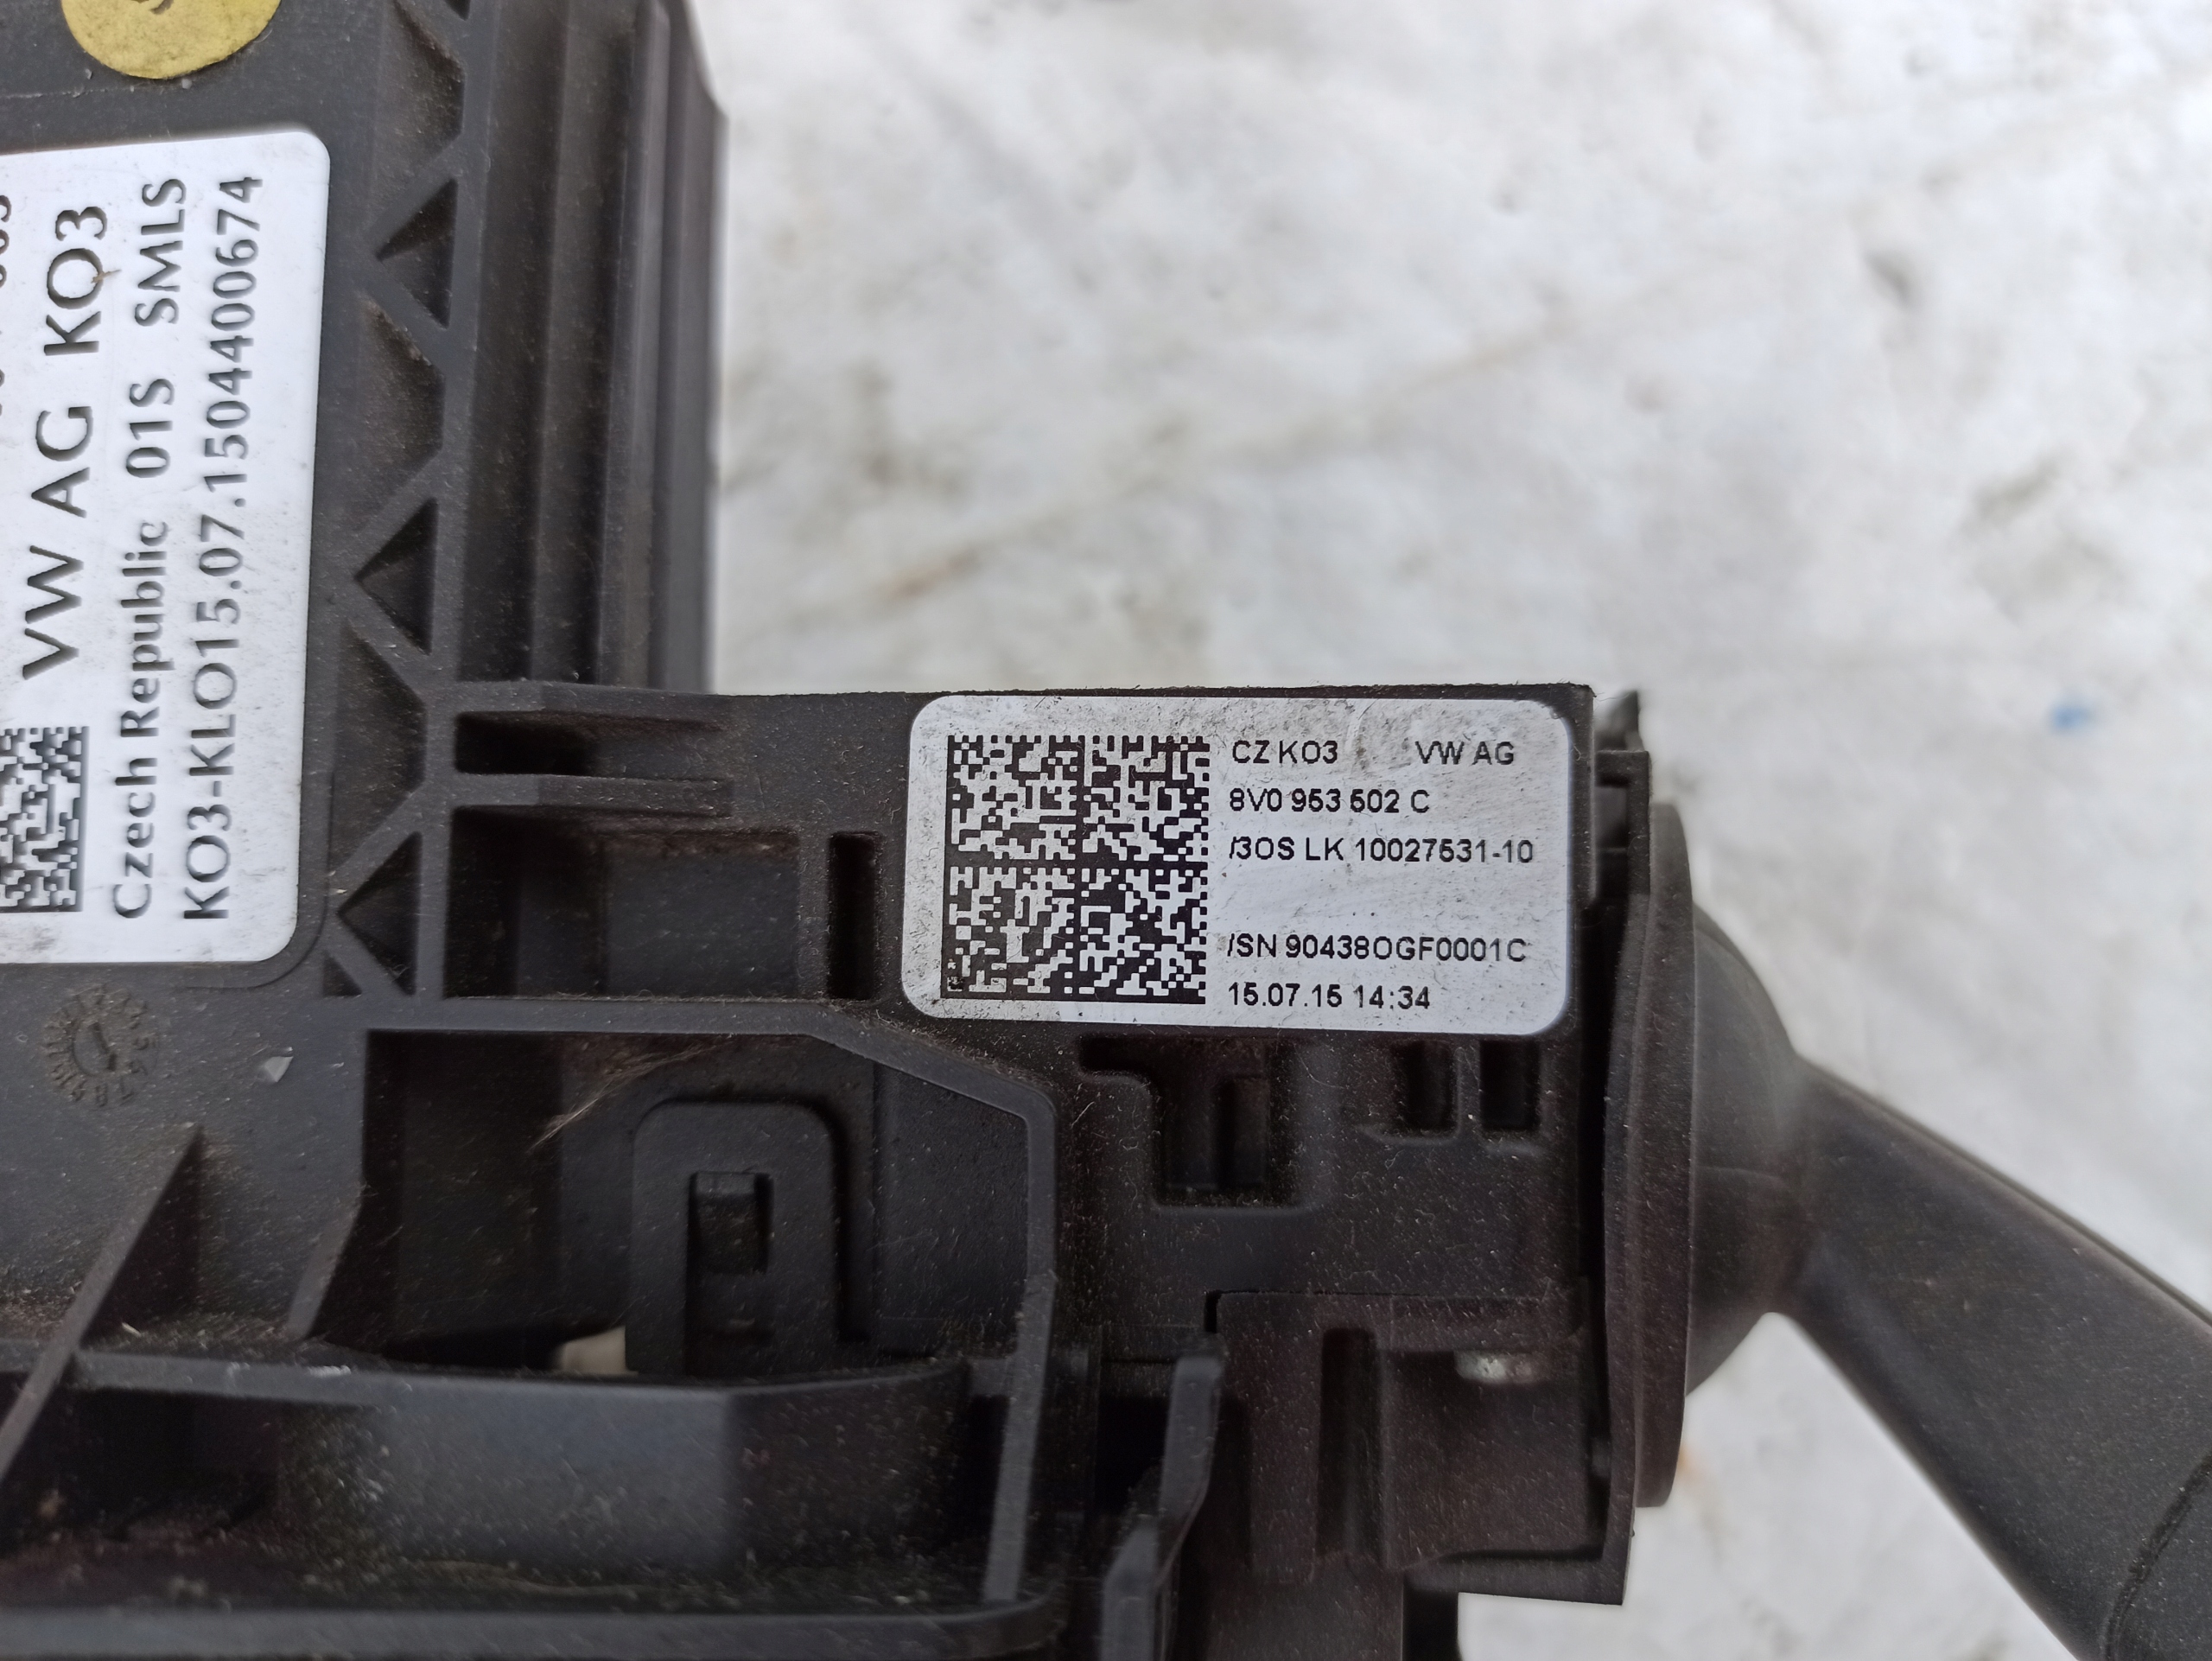 VW AG KO3
Czech Republic 01S SMLS
KO3-KLO15.07.1504400674
CZ KO3 VW AG
8V0 953 502 C
/3OS LK 10027531-10
/SN 90438OGF0001C
15.07.15 14:34